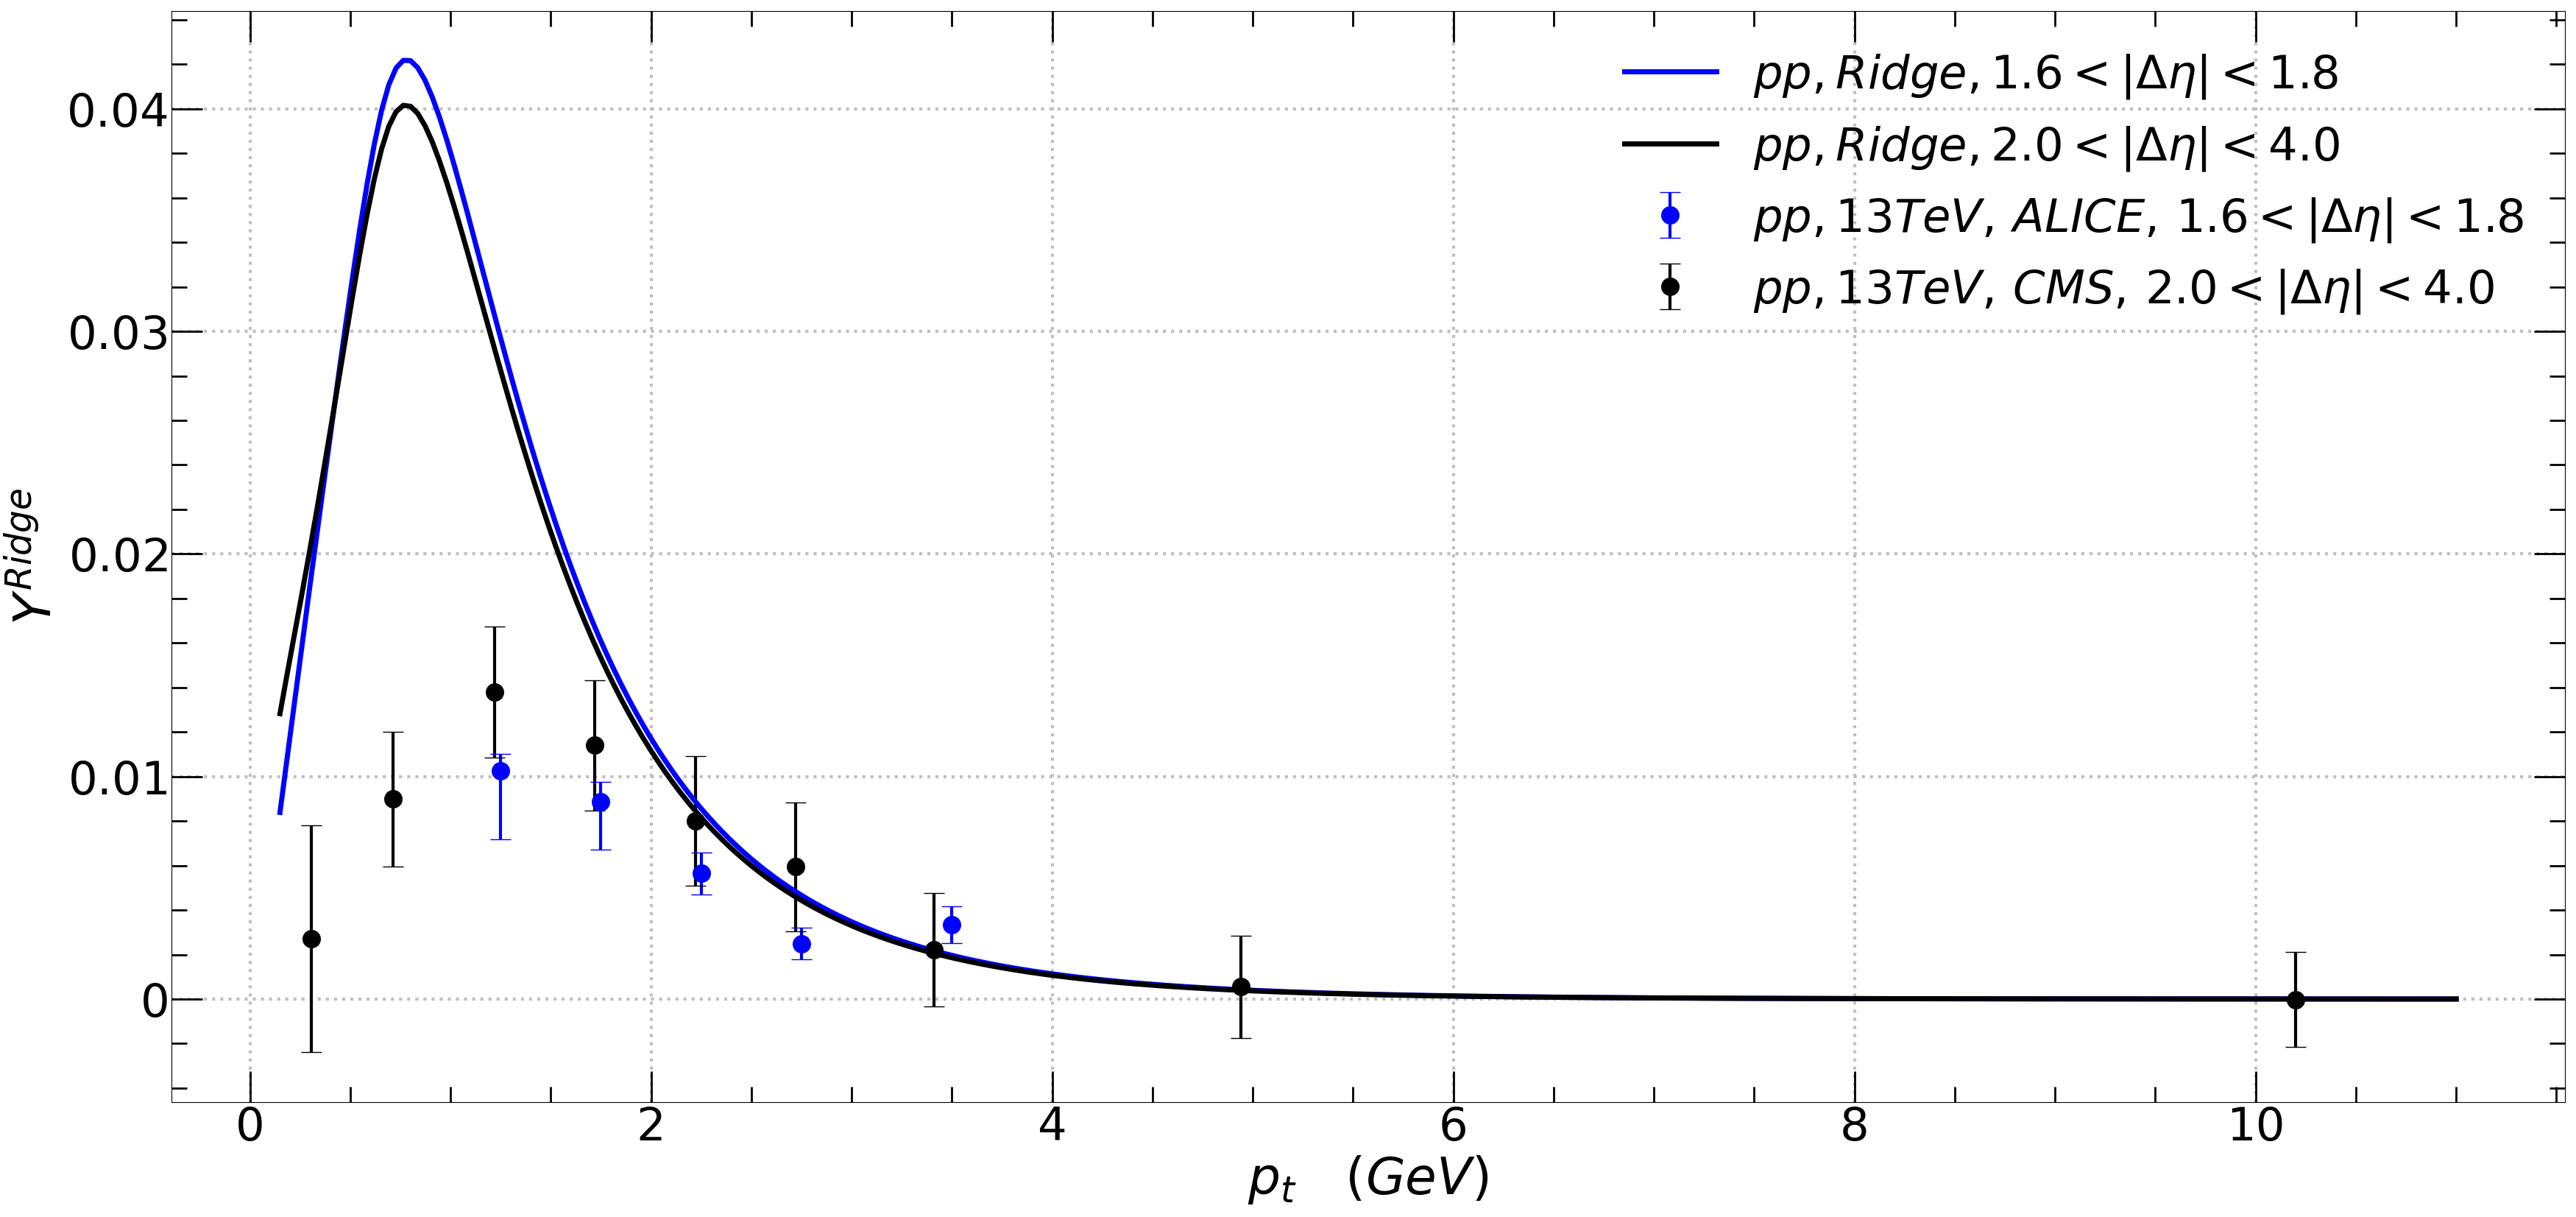 pp, Ridge, 1.6 < |Δη| < 1.8
pp, Ridge, 2.0 < |Δη| < 4.0
pp, 13TeV, ALICE, 1.6 < |Δη| < 1.8
pp, 13TeV, CMS, 2.0 < |Δη| < 4.0
0.04
0.03
0.02
0.01
0
Y^{Ridge}
0 2 4 6 8 10
p_t (GeV)